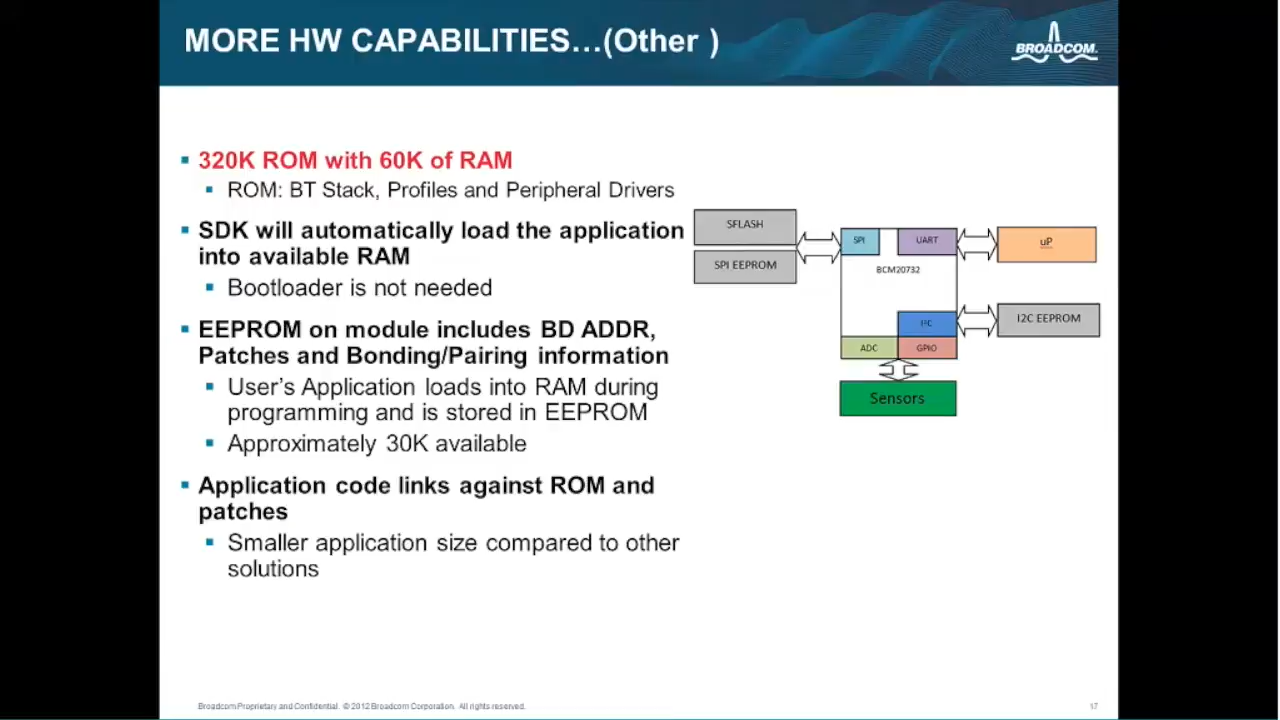 MORE HW CAPABILITIES…(Other )
BROADCOM.
320K ROM with 60K of RAM
ROM: BT Stack, Profiles and Peripheral Drivers
SDK will automatically load the application
into available RAM
Bootloader is not needed
EEPROM on module includes BD ADDR,
Patches and Bonding/Pairing information
User's Application loads into RAM during
programming and is stored in EEPROM
Approximately 30K available
Application code links against ROM and
patches
Smaller application size compared to other
solutions
SFLASH
SPI EEPROM
SPI
UART
uP
BCM20732
I²C
I2C EEPROM
ADC
GPIO
Sensors
Broadcom Proprietary and Confidential. © 2012 Broadcom Corporation. All rights reserved.
17